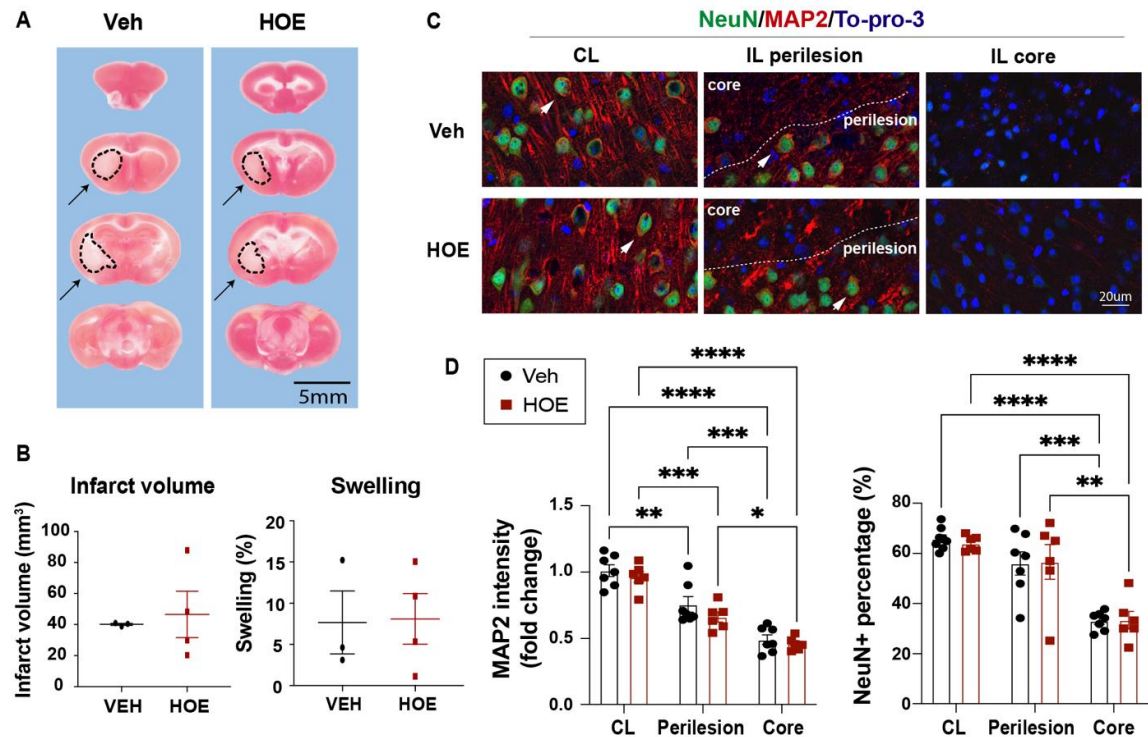 A
Veh HOE
5mm
B
Infarct volume
Infarct volume (mm³)
100
80
60
40
20
0
VEH HOE
Swelling
Swelling (%)
20
15
10
5
0
VEH HOE
C
NeuN/MAP2/To-pro-3
CL IL perilesion IL core
Veh
core
perilesion
HOE
core
perilesion
20um
D
Veh
HOE
****
****
***
***
**
*
MAP2 intensity
(fold change)
1.5
1.0
0.5
0.0
CL Perilesion Core
****
****
***
**
NeuN+ percentage (%)
80
60
40
20
0
CL Perilesion Core